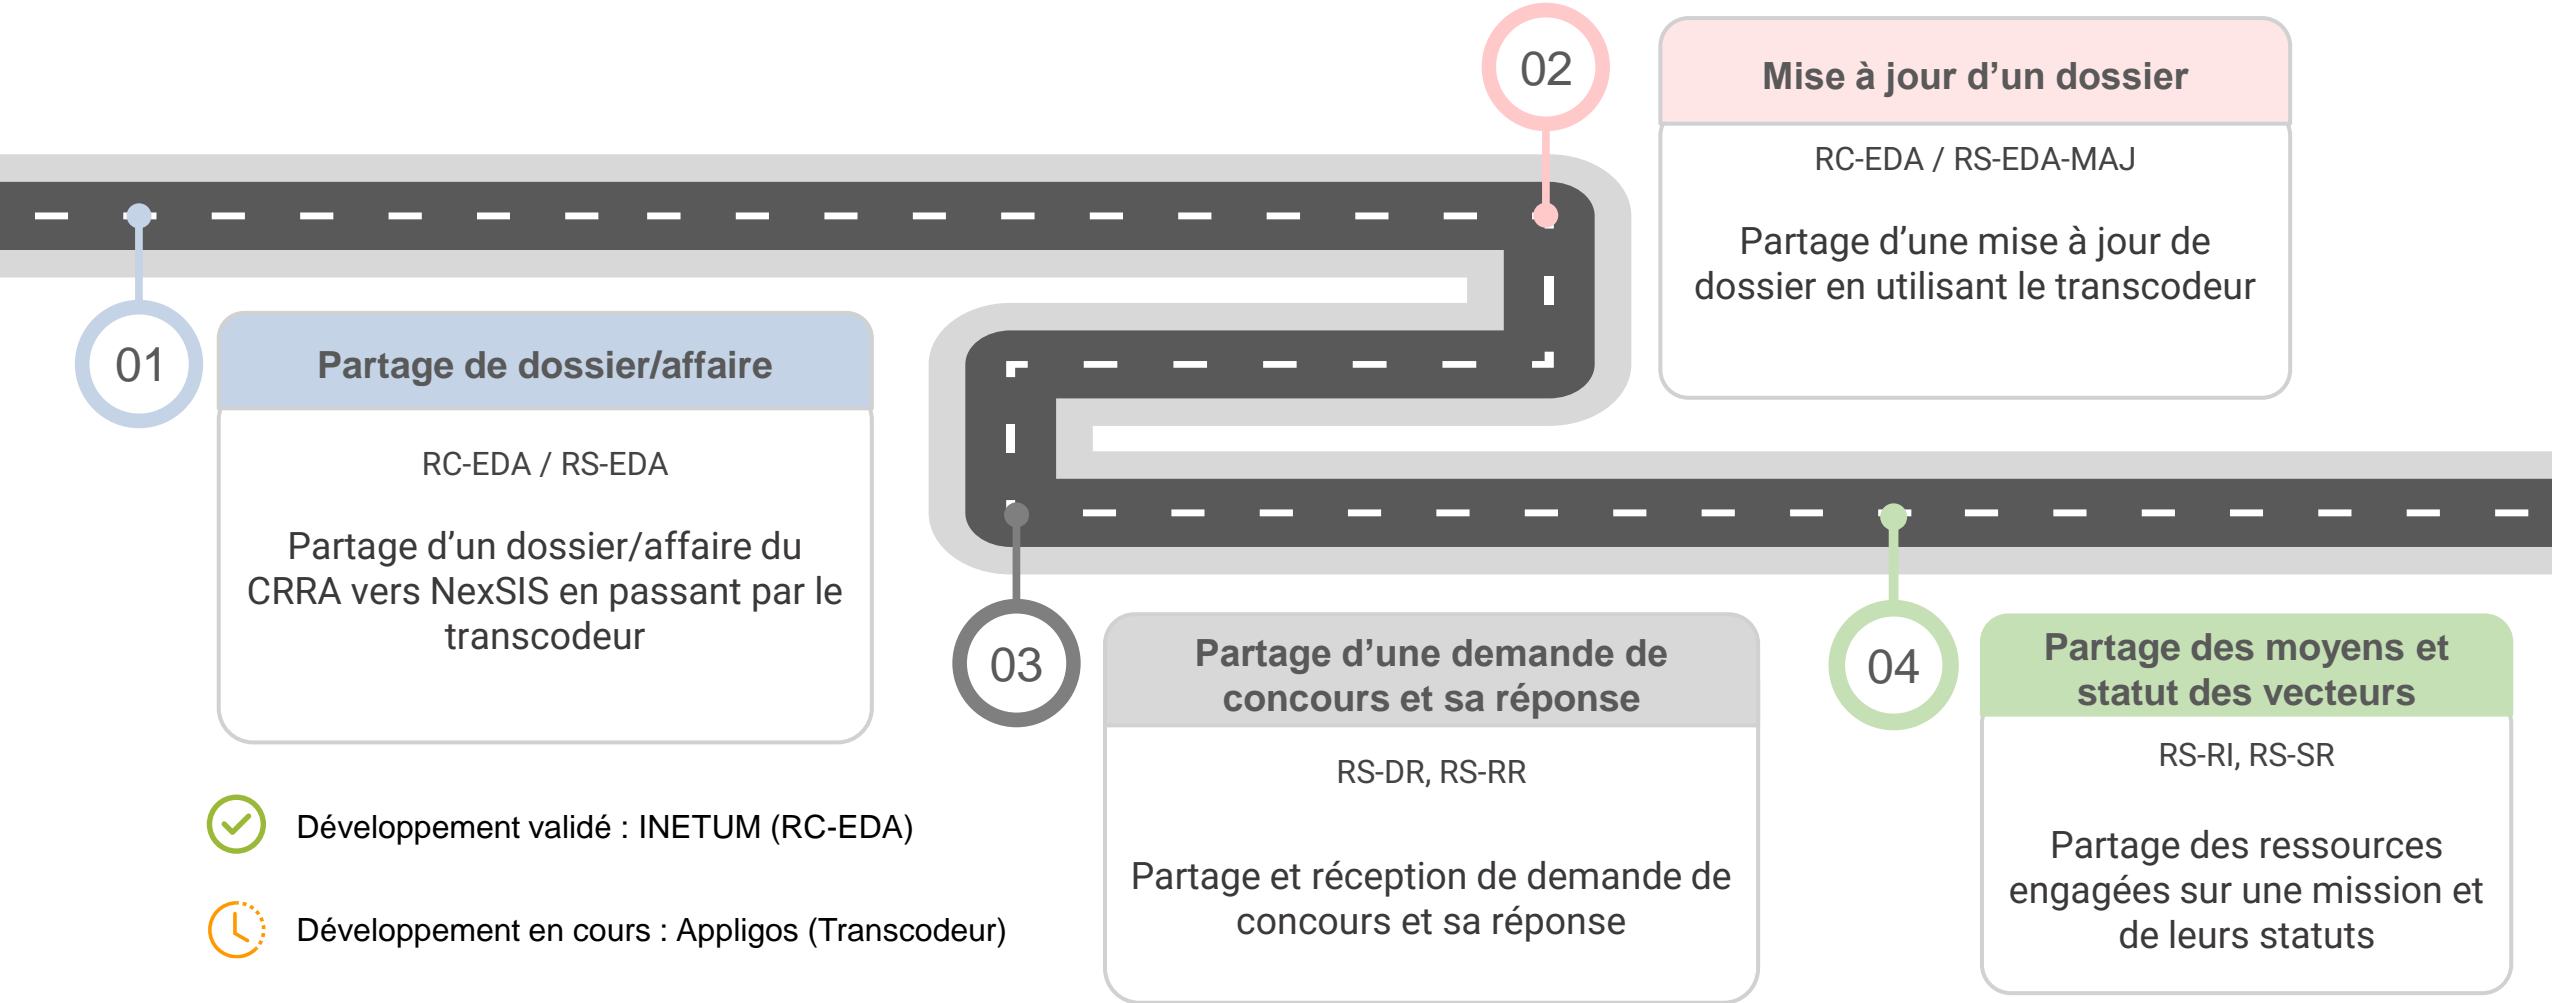 01
Partage de dossier/affaire
RC-EDA / RS-EDA
Partage d’un dossier/affaire du
CRRA vers NexSIS en passant par le
transcodeur
Développement validé : INETUM (RC-EDA)
Développement en cours : Appligos (Transcodeur)
02
Mise à jour d’un dossier
RC-EDA / RS-EDA-MAJ
Partage d’une mise à jour de
dossier en utilisant le transcodeur
03
Partage d’une demande de
concours et sa réponse
RS-DR, RS-RR
Partage et réception de demande de
concours et sa réponse
04
Partage des moyens et
statut des vecteurs
RS-RI, RS-SR
Partage des ressources
engagées sur une mission et
de leurs statuts